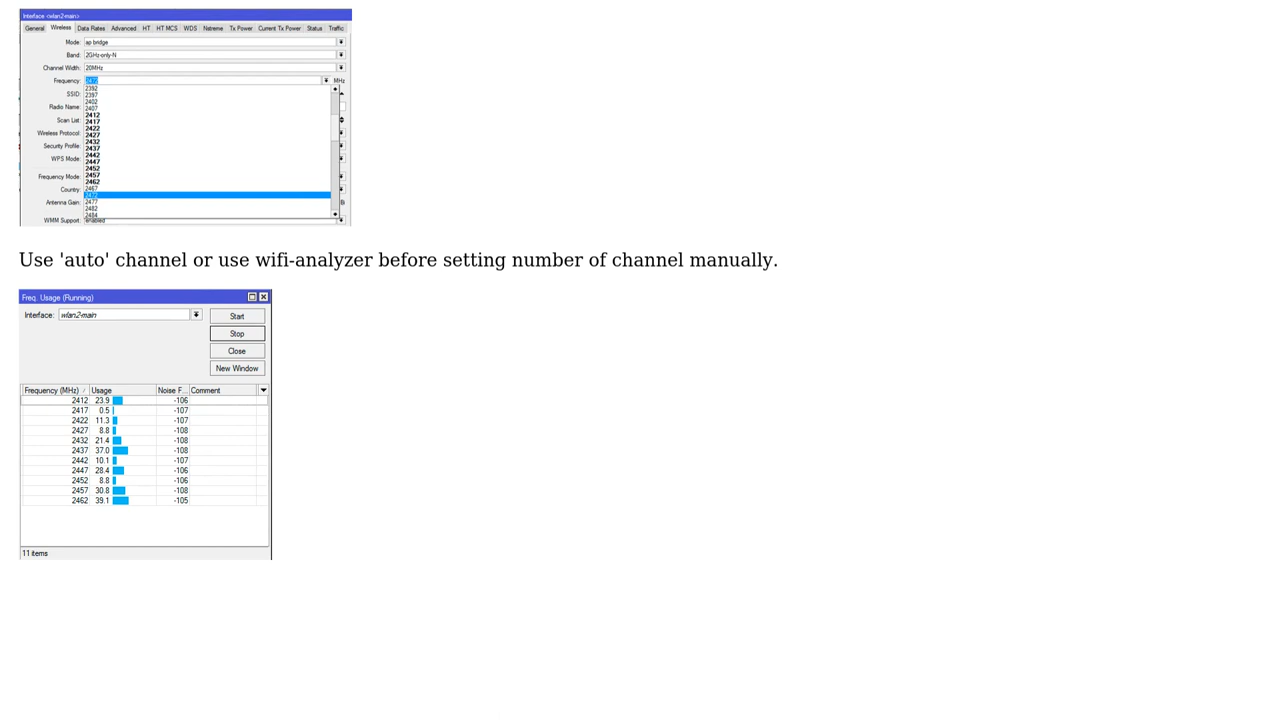 Interface <wlan2-main>
General Wireless Data Rates Advanced HT HT MCS WDS Nstreme Tx Power Current Tx Power Status Traffic
Mode: ap bridge
Band: 2GHz-only-N
Channel Width: 20MHz
Frequency: 2472 MHz
2392
SSID: 2397
2402
Radio Name: 2407
2412
Scan List: 2417
2422
Wireless Protocol: 2427
2432
Security Profile: 2437
2442
WPS Mode: 2447
2452
2457
Frequency Mode: 2462
Country: 2467
2472
Antenna Gain: 2477
2482
2484
WMM Support: enabled
Use 'auto' channel or use wifi-analyzer before setting number of channel manually.
Freq. Usage (Running)
Interface: wlan2-main
Start
Stop
Close
New Window
Frequency (MHz) / Usage Noise F... Comment
2412 23.9 -106
2417 0.5 -107
2422 11.3 -107
2427 8.8 -108
2432 21.4 -108
2437 37.0 -108
2442 10.1 -107
2447 28.4 -106
2452 8.8 -106
2457 30.8 -108
2462 39.1 -105
11 items